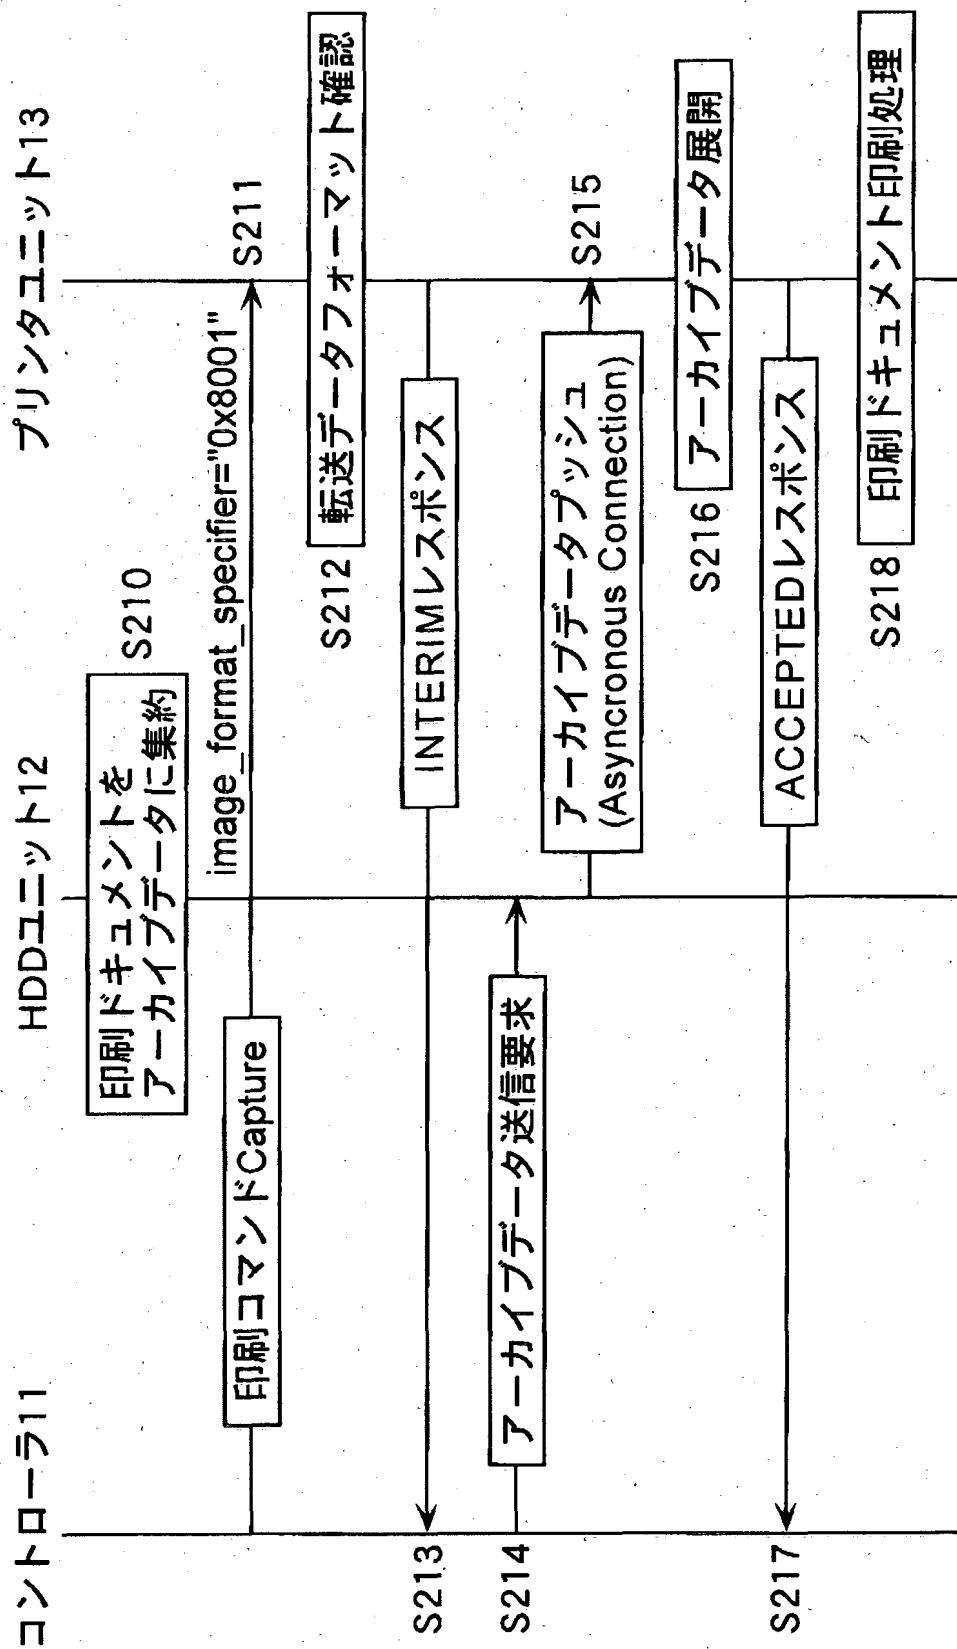 コントローラ11
HDDユニット12
プリンタユニット13
印刷ドキュメントを
アーカイブデータに集約
S210
印刷コマンドCapture
image_format_specifier="0x8001"
S211
S212
転送データフォーマット確認
S213
INTERIMレスポンス
S214
アーカイブデータ送信要求
アーカイブデータプッシュ
(Asyncronous Connection)
S215
S216
アーカイブデータ展開
S217
ACCEPTEDレスポンス
S218
印刷ドキュメント印刷処理